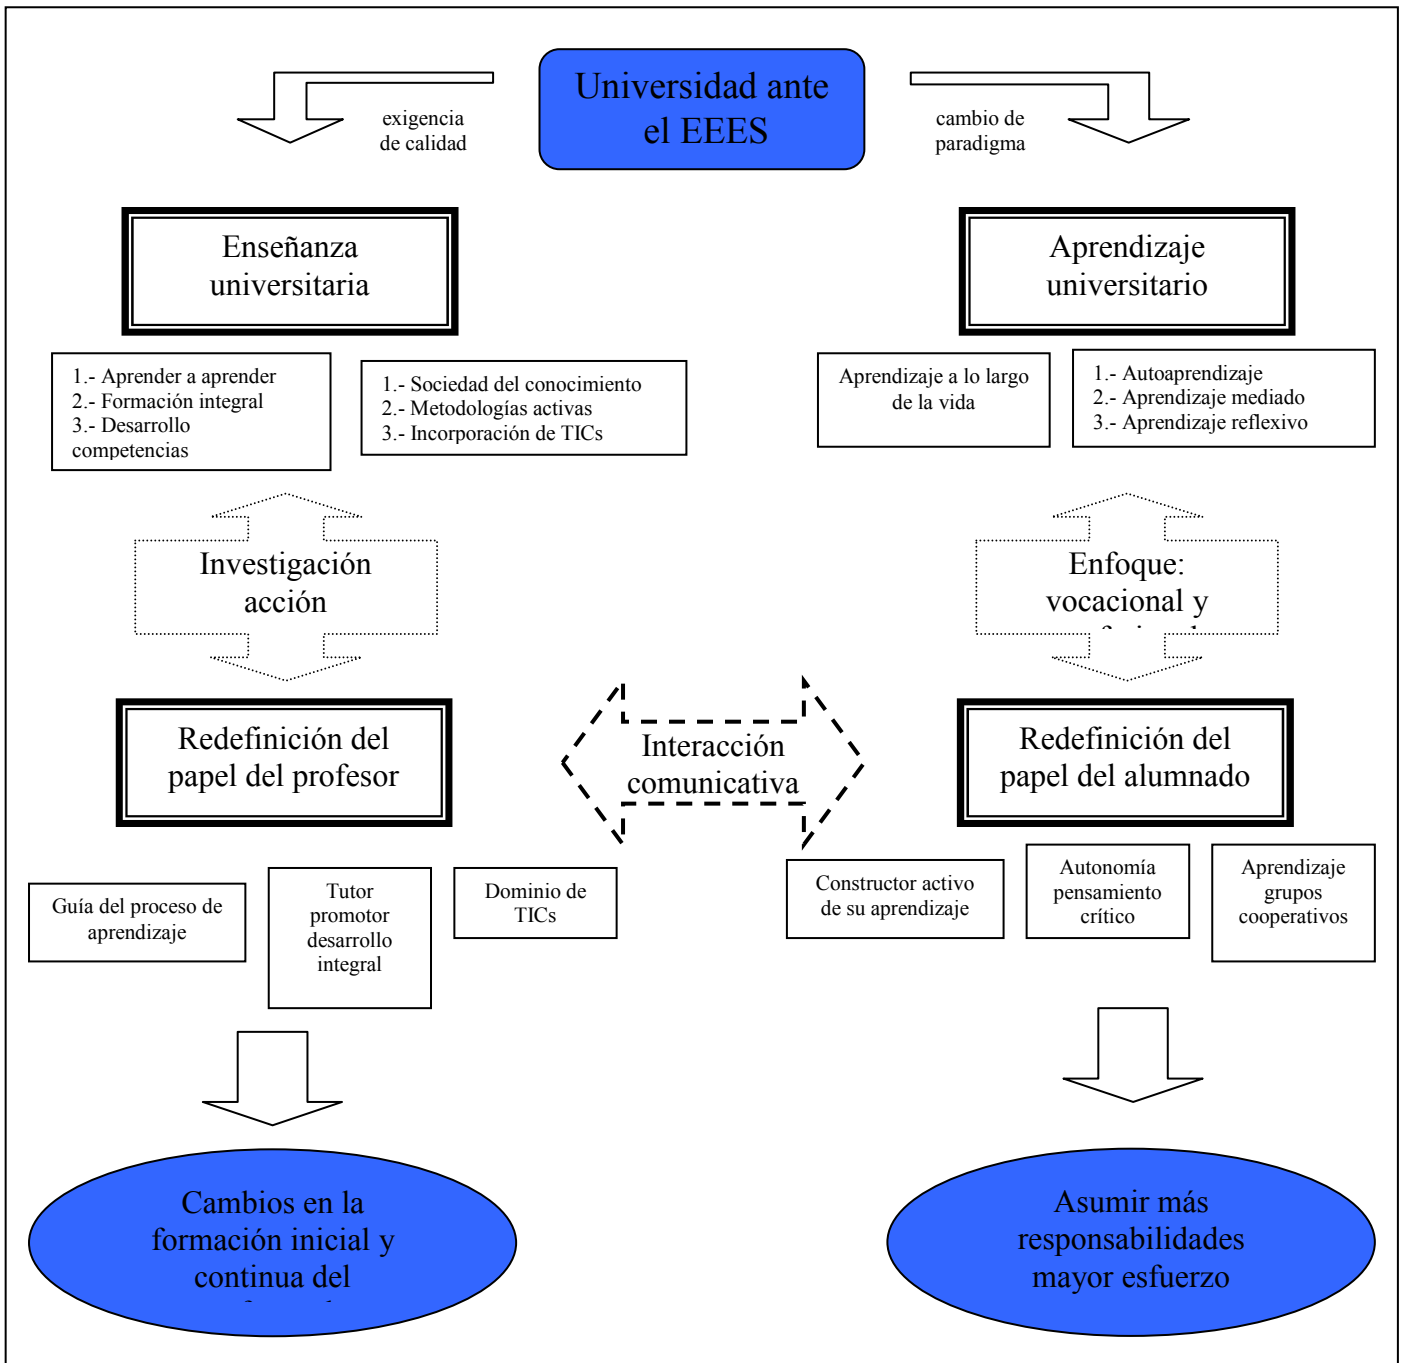 Universidad ante
el EEES
exigencia
de calidad
cambio de
paradigma
Enseñanza
universitaria
Aprendizaje
universitario
1.- Aprender a aprender
2.- Formación integral
3.- Desarrollo
competencias
1.- Sociedad del conocimiento
2.- Metodologías activas
3.- Incorporación de TICs
Aprendizaje a lo largo
de la vida
1.- Autoaprendizaje
2.- Aprendizaje mediado
3.- Aprendizaje reflexivo
Investigación
acción
Enfoque:
vocacional y
Redefinición del
papel del profesor
Interacción
comunicativa
Redefinición del
papel del alumnado
Guía del proceso de
aprendizaje
Tutor
promotor
desarrollo
integral
Dominio de
TICs
Constructor activo
de su aprendizaje
Autonomía
pensamiento
crítico
Aprendizaje
grupos
cooperativos
Cambios en la
formación inicial y
continua del
Asumir más
responsabilidades
mayor esfuerzo